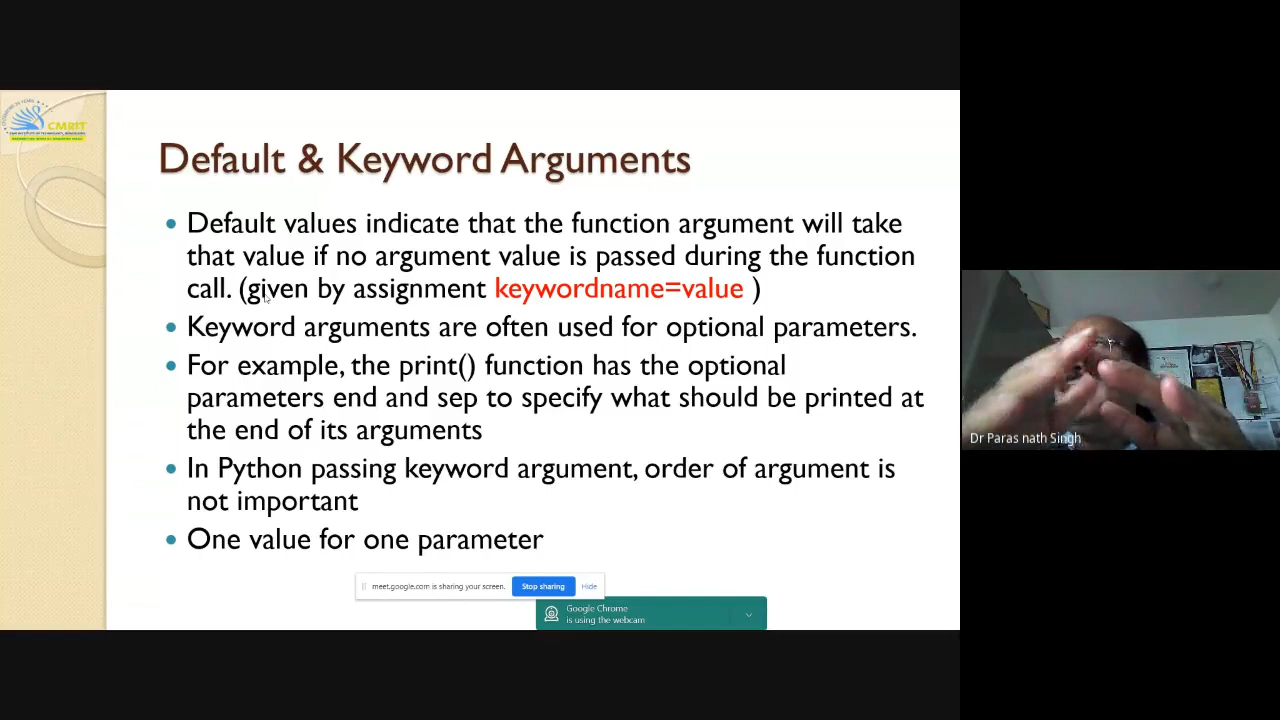 CMRIT
Default & Keyword Arguments
Default values indicate that the function argument will take
that value if no argument value is passed during the function
call. (given by assignment keywordname=value )
Keyword arguments are often used for optional parameters.
For example, the print() function has the optional
parameters end and sep to specify what should be printed at
the end of its arguments
In Python passing keyword argument, order of argument is
not important
One value for one parameter
meet.google.com is sharing your screen. Stop sharing Hide
Google Chrome
is using the webcam
Dr Paras nath Singh